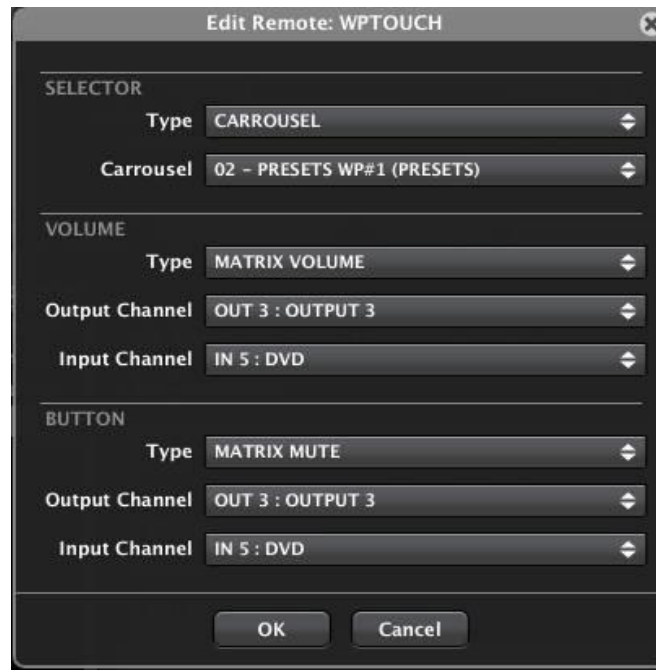 Edit Remote: WPTOUCH
SELECTOR
Type CARROUSEL
Carrousel 02 – PRESETS WP#1 (PRESETS)
VOLUME
Type MATRIX VOLUME
Output Channel OUT 3 : OUTPUT 3
Input Channel IN 5 : DVD
BUTTON
Type MATRIX MUTE
Output Channel OUT 3 : OUTPUT 3
Input Channel IN 5 : DVD
OK Cancel